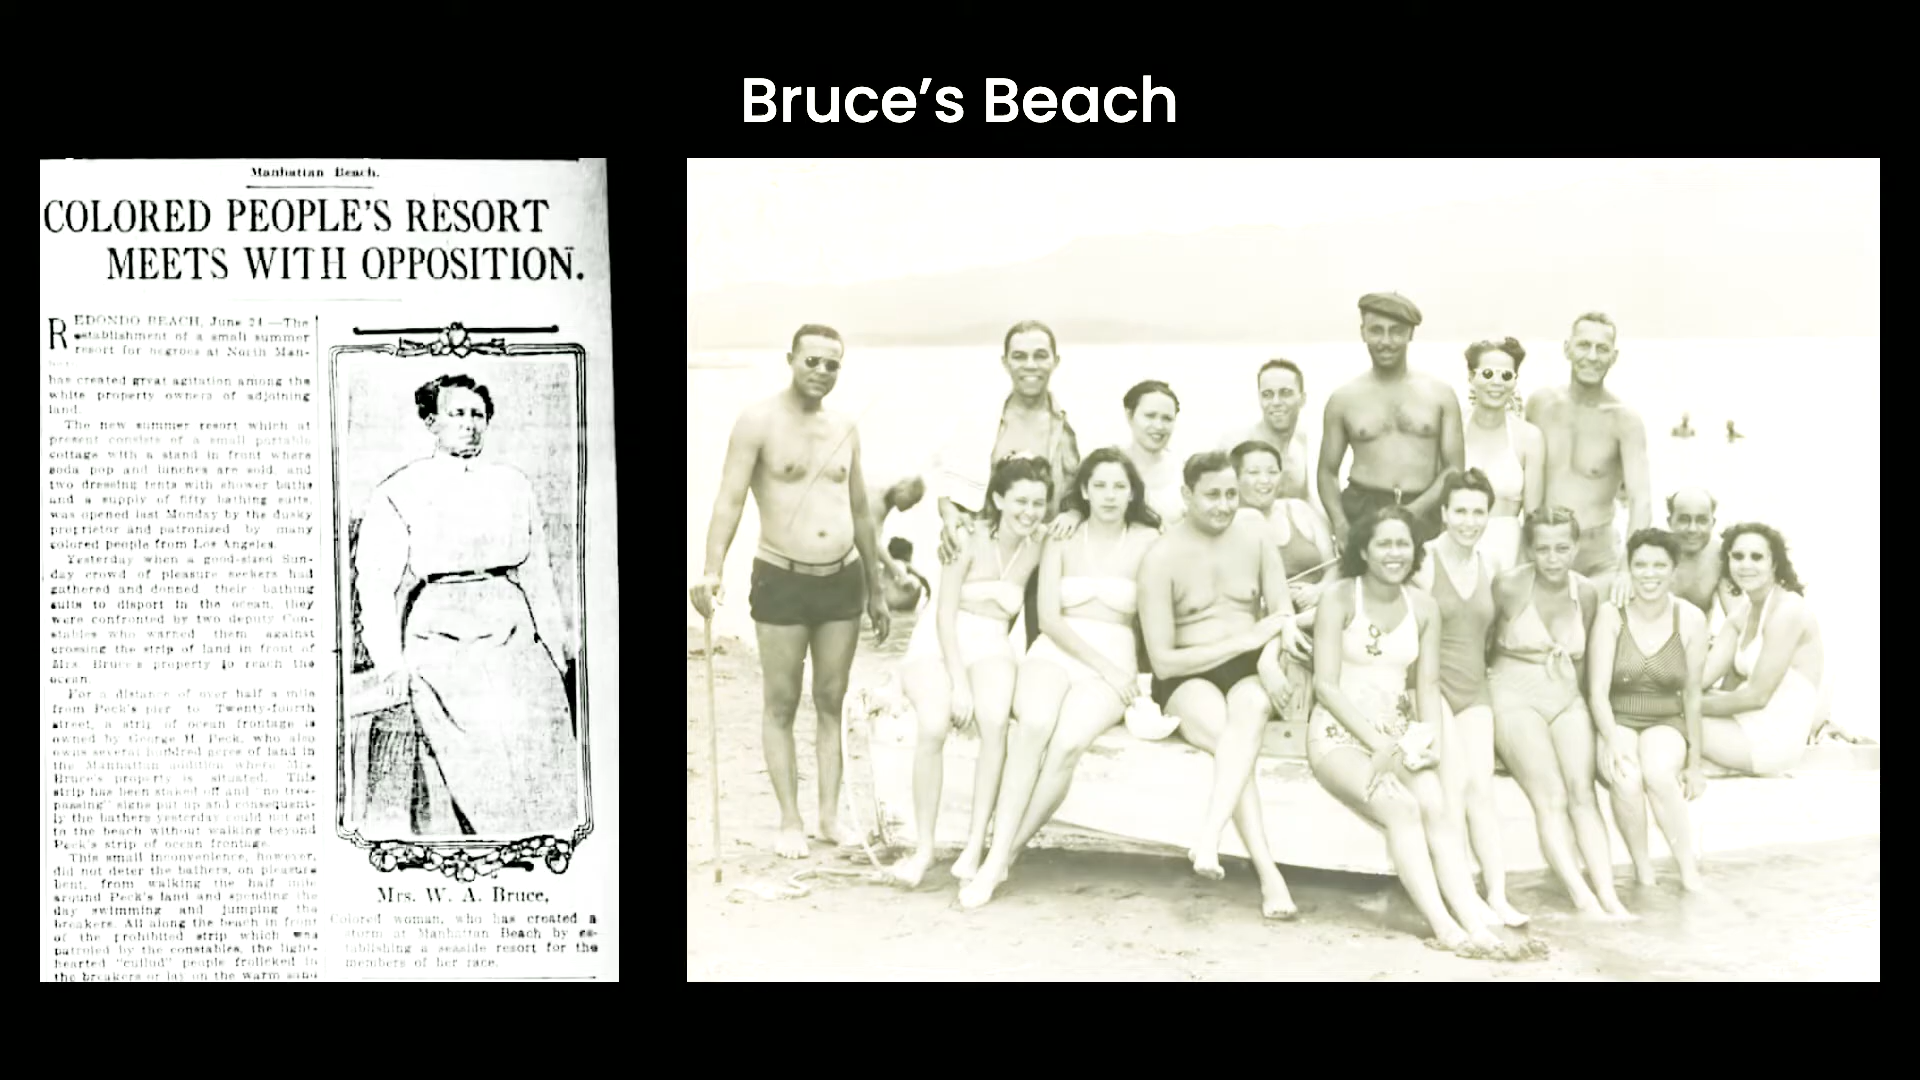 Bruce’s Beach
Manhattan Beach.
COLORED PEOPLE'S RESORT
MEETS WITH OPPOSITION.
REDONDO BEACH, June 24 —The
establishment of a small summer
resort for negroes at North Man-
has created great agitation among the
white property owners of adjoining
land.
The new summer resort which at
present consists of a small portable
cottage with a stand in front where
soda pop and lunches are sold, and
two dressing tents with shower baths
and a supply of fifty bathing suits,
was opened last Monday by the dusky
proprietor and patronized by many
colored people from Los Angeles.
Yesterday when a good-sized Sun-
day crowd of pleasure seekers had
gathered and donned their bathing
suits to disport in the ocean, they
were confronted by two deputy Con-
stables who warned them against
crossing the strip of land in front of
Mrs. Bruce's property to reach the
ocean.
For a distance of over half a mile
from Peck's pier to Twenty-fourth
street, a strip of ocean frontage is
owned by George H. Peck, who also
owns several hundred acres of land in
the Manhattan addition where Mrs.
Bruce's property is situated. This
strip has been staked off and "no tres-
passing" signs put up and consequent-
ly the bathers yesterday could not get
to the beach without walking beyond
Peck's strip of ocean frontage.
This small inconvenience, however,
did not deter the bathers, on pleasure
bent, from walking the half mile
around Peck's land and spending the
day swimming and jumping the
breakers. All along the beach in front
of the prohibited strip which was
patroled by the constables, the light-
hearted "cullud" people frolicked in
the breakers or lay on the warm sand
Mrs. W. A. Bruce,
Colored woman, who has created a
storm at Manhattan Beach by es-
tablishing a seaside resort for the
members of her race.